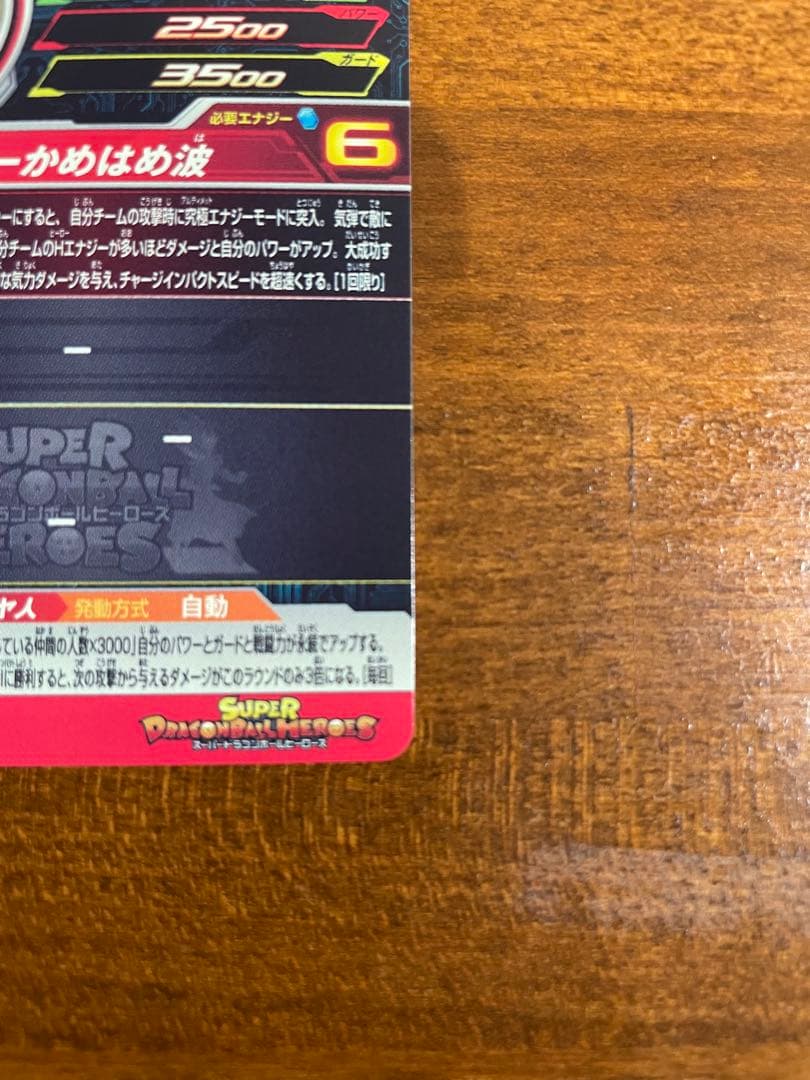 パワー
2500
ガード
3500
必要エナジー 6
ーかめはめ波
ーにすると、自分チームの攻撃時に究極エナジーモードに突入。気弾で敵に
分チームのHエナジーが多いほどダメージと自分のパワーがアップ。大成功す
な気力ダメージを与え、チャージインパクトスピードを超速くする。[1回限り]
SUPER
DRAGONBALL
ドラゴンボールヒーローズ
HEROES
ヤ人 発動方式 自動
っている仲間の人数×3000」自分のパワーとガードと戦闘力が永続でアップする。
に勝利すると、次の攻撃から与えるダメージがこのラウンドのみ3倍になる。[毎回]
SUPER
DRAGONBALL HEROES
スーパードラゴンボールヒーローズ